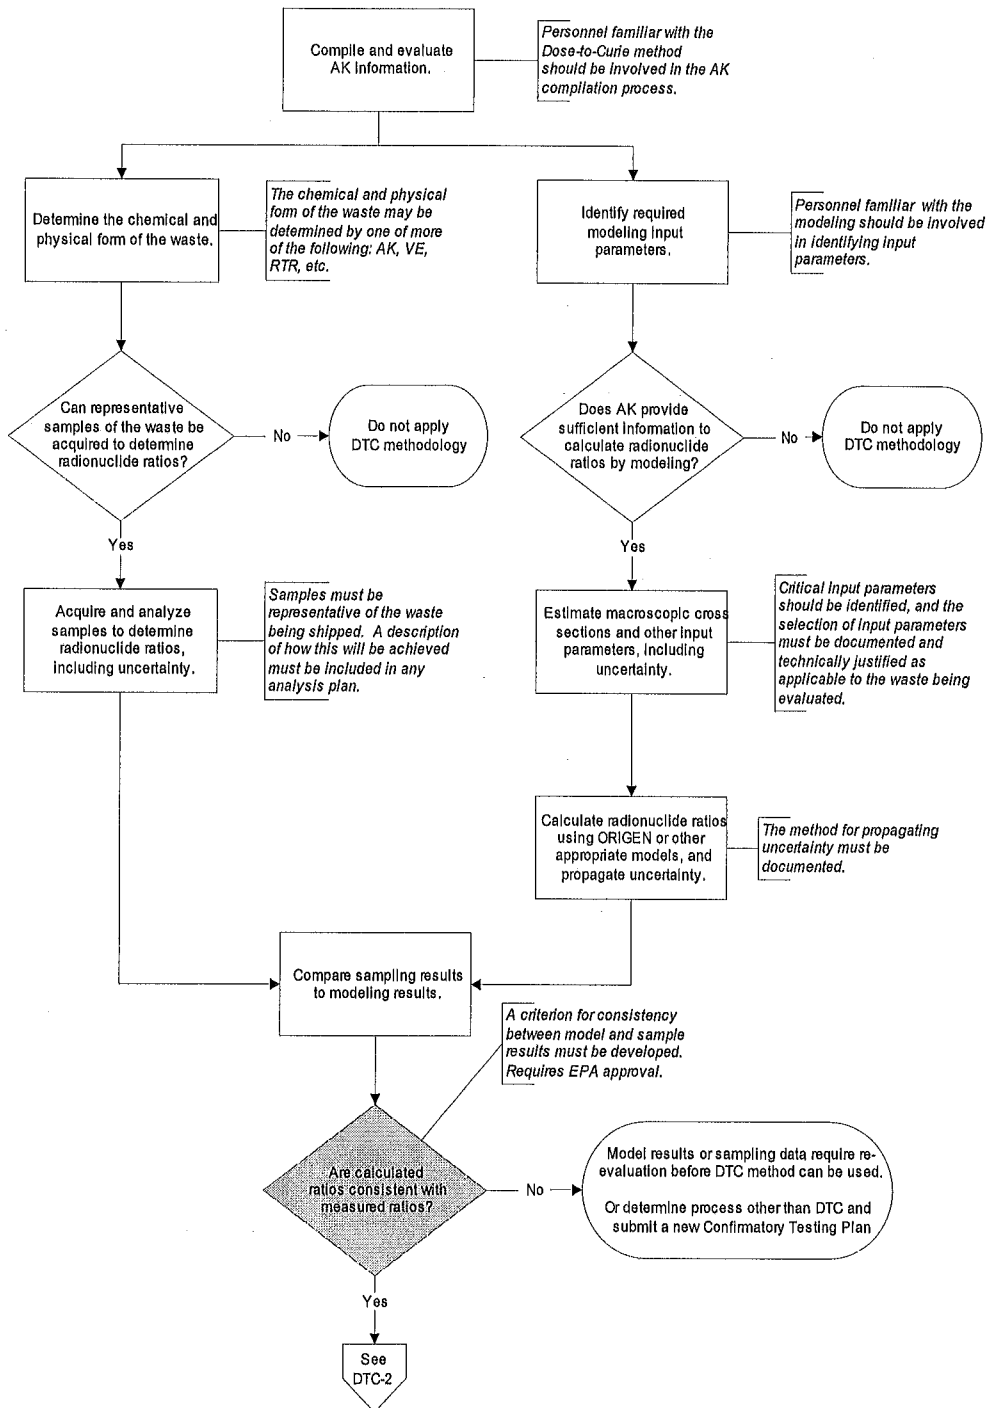 Compile and evaluate
AK Information.
Personnel familiar with the
Dose-to-Curie method
should be involved in the AK
compilation process.
Determine the chemical and
physical form of the waste.
The chemical and physical
form of the waste may be
determined by one of more
of the following: AK, VE,
RTR, etc.
Identify required
modeling input
parameters.
Personnel familiar with the
modeling should be involved
in identifying input
parameters.
Can representative
samples of the waste be
acquired to determine
radionuclide ratios?
No
Do not apply
DTC methodology
Does AK provide
sufficient information to
calculate radionuclide
ratios by modeling?
No
Do not apply
DTC methodology
Yes
Yes
Acquire and analyze
samples to determine
radionuclide ratios,
including uncertainty.
Samples must be
representative of the waste
being shipped. A description
of how this will be achieved
must be included in any
analysis plan.
Estimate macroscopic cross
sections and other input
parameters, including
uncertainty.
Critical input parameters
should be identified, and the
selection of input parameters
must be documented and
technically justified as
applicable to the waste being
evaluated.
Calculate radionuclide ratios
using ORIGEN or other
appropriate models, and
propagate uncertainty.
The method for propagating
uncertainty must be
documented.
Compare sampling results
to modeling results.
A criterion for consistency
between model and sample
results must be developed.
Requires EPA approval.
Are calculated
ratios consistent with
measured ratios?
No
Model results or sampling data require re-
evaluation before DTC method can be used.
Or determine process other than DTC and
submit a new Confirmatory Testing Plan
Yes
See
DTC-2